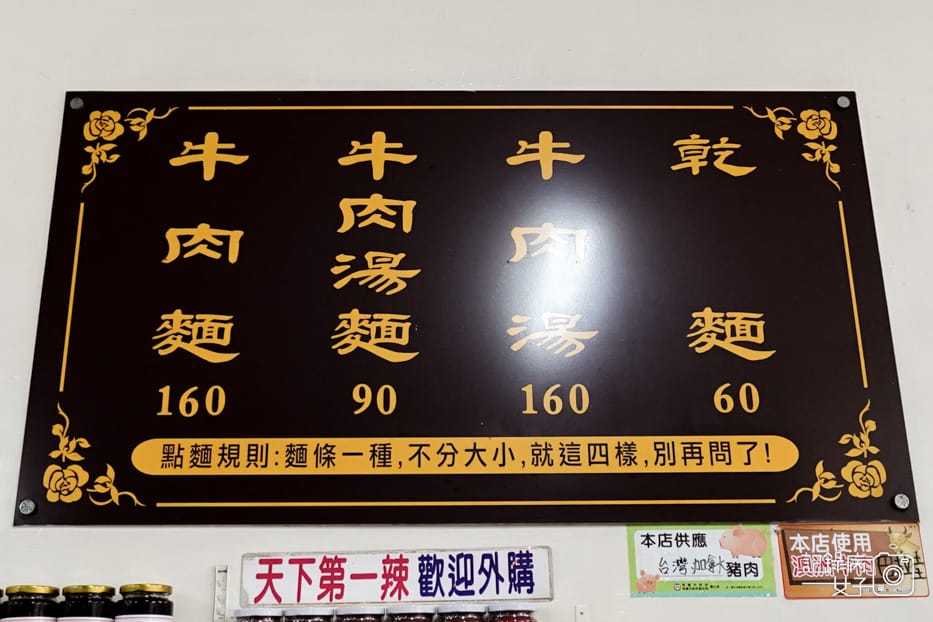 牛肉麵 160
牛肉湯麵 90
牛肉湯 160
乾麵 60
點麵規則:麵條一種,不分大小,就這四樣,別再問了!
天下第一辣 歡迎外購
本店供應
台灣 加拿大 豬肉
本店使用